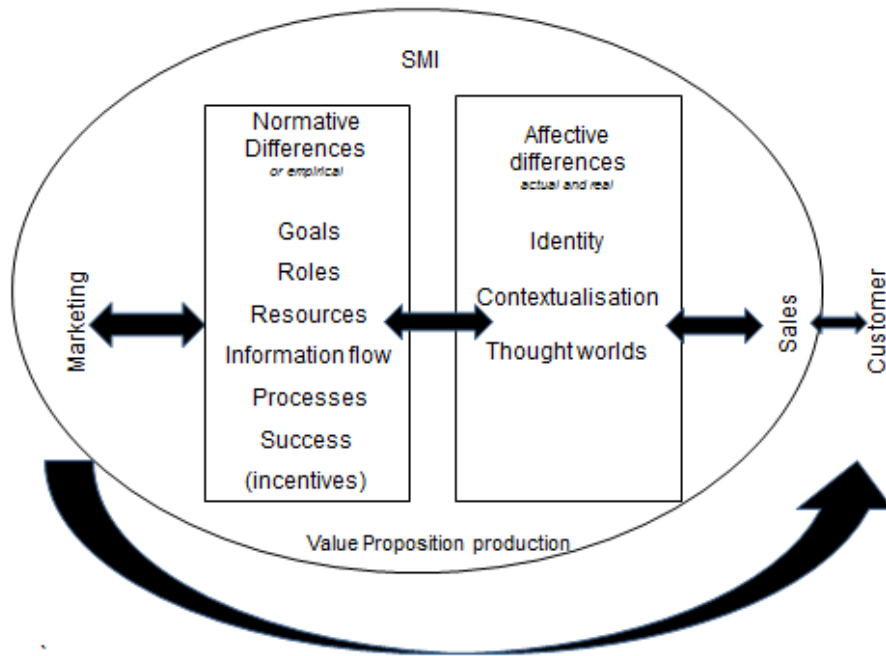 SMI
Normative
Differences
or empirical
Goals
Roles
Resources
Information flow
Processes
Success
(incentives)
Affective
differences
actual and real
Identity
Contextualisation
Thought worlds
Marketing
Sales
Customer
Value Proposition production